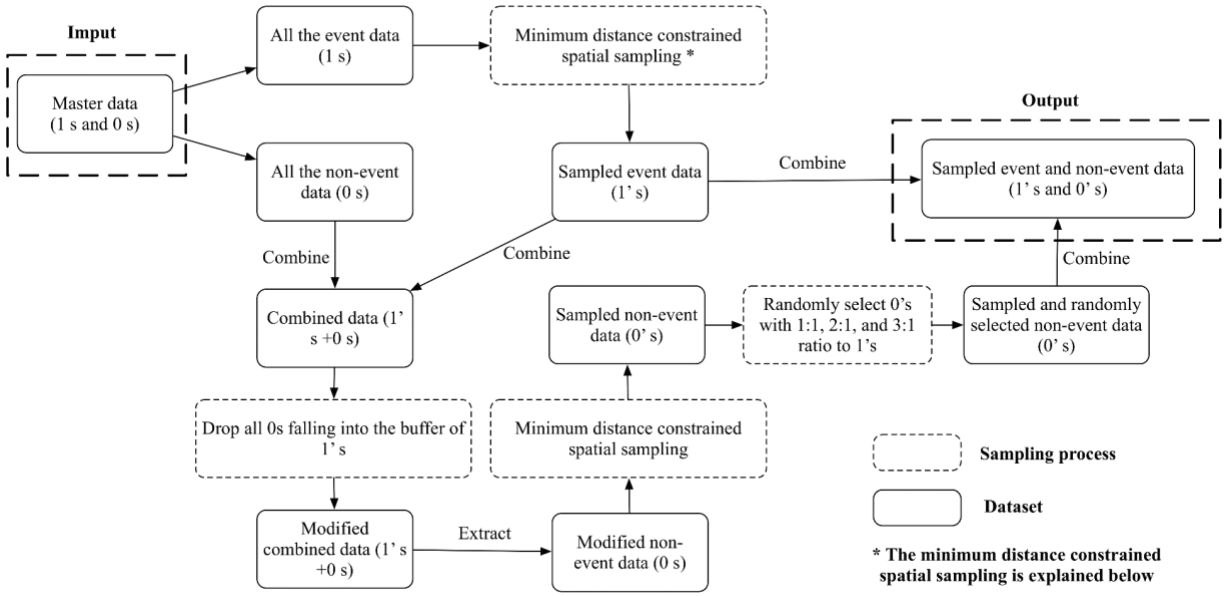 Imput
Master data
(1 s and 0 s)
All the event data
(1 s)
Minimum distance constrained
spatial sampling *
All the non-event
data (0 s)
Sampled event data
(1’ s)
Combine
Output
Sampled event and non-event data
(1’ s and 0’ s)
Combine
Combine
Combine
Combined data (1’
s +0 s)
Sampled non-event
data (0’ s)
Randomly select 0’s
with 1:1, 2:1, and 3:1
ratio to 1’s
Sampled and randomly
selected non-event data
(0’ s)
Drop all 0s falling into the buffer of
1’ s
Minimum distance constrained
spatial sampling
Modified
combined data (1’ s
+0 s)
Extract
Modified non-
event data (0 s)
Sampling process
Dataset
* The minimum distance constrained
spatial sampling is explained below